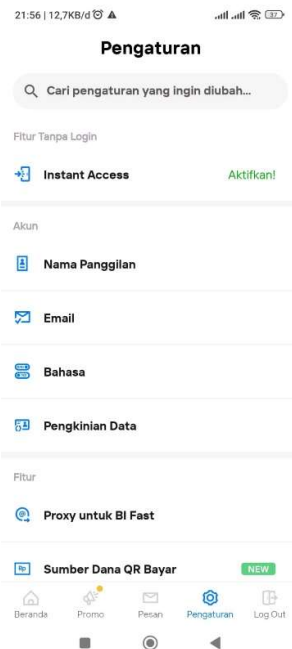 21:56 | 12,7KB/d
37
Pengaturan
Cari pengaturan yang ingin diubah...
Fitur Tanpa Login
Instant Access Aktifkan!
Akun
Nama Panggilan
Email
Bahasa
Pengkinian Data
Fitur
Proxy untuk BI Fast
Rp Sumber Dana QR Bayar NEW
Beranda Promo Pesan Pengaturan Log Out